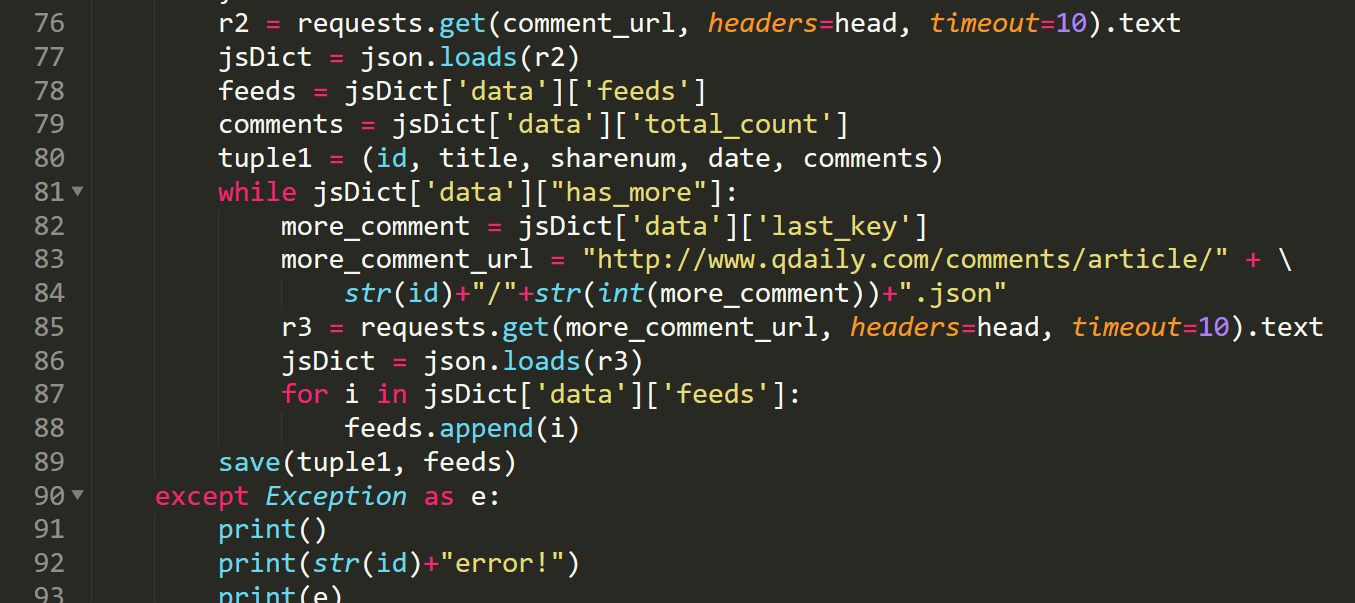 76 r2 = requests.get(comment_url, headers=head, timeout=10).text
77 jsDict = json.loads(r2)
78 feeds = jsDict['data']['feeds']
79 comments = jsDict['data']['total_count']
80 tuple1 = (id, title, sharenum, date, comments)
81 while jsDict['data']["has_more"]:
82 more_comment = jsDict['data']['last_key']
83 more_comment_url = "http://www.qdaily.com/comments/article/" + \
84 str(id)+"/"+str(int(more_comment))+".json"
85 r3 = requests.get(more_comment_url, headers=head, timeout=10).text
86 jsDict = json.loads(r3)
87 for i in jsDict['data']['feeds']:
88 feeds.append(i)
89 save(tuple1, feeds)
90 except Exception as e:
91 print()
92 print(str(id)+"error!")
93 print(e)